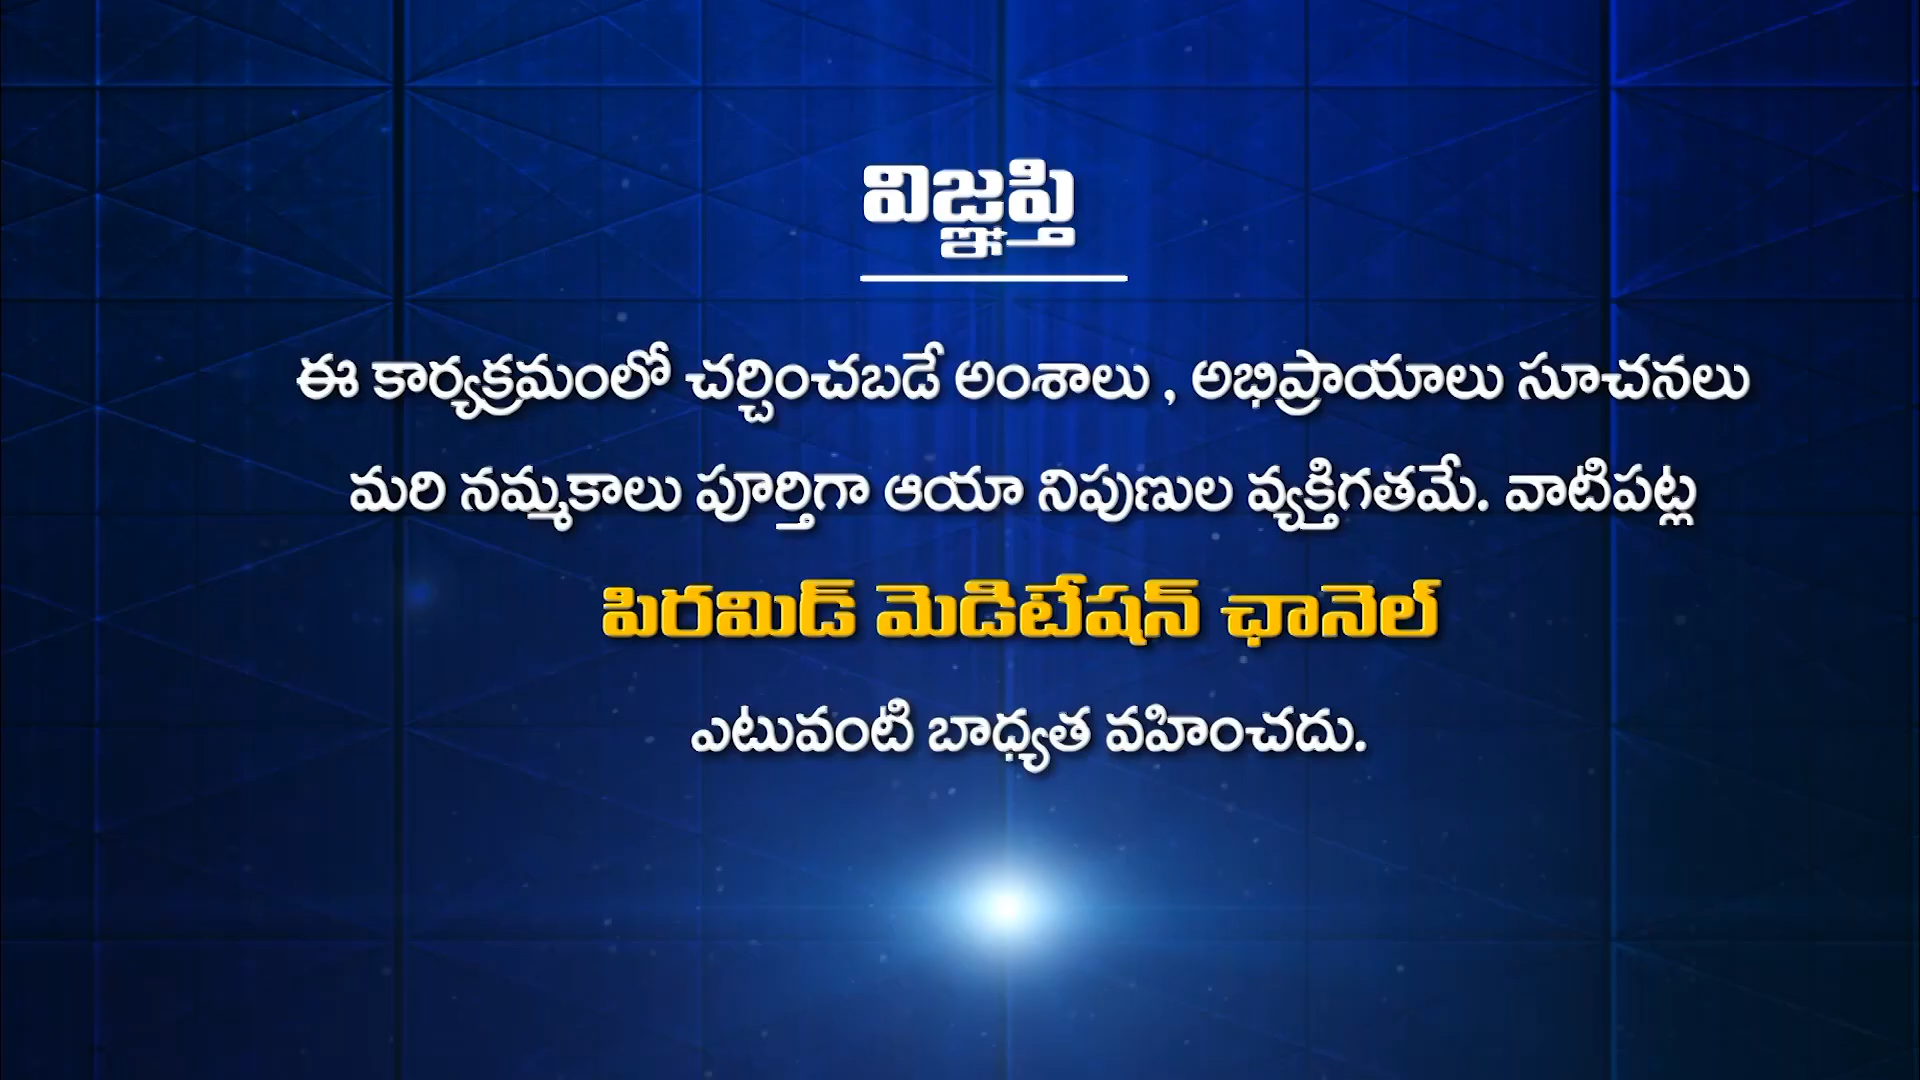 విజ్ఞప్తి
ఈ కార్యక్రమంలో చర్చించబడే అంశాలు , అభిప్రాయాలు సూచనలు
మరి నమ్మకాలు పూర్తిగా ఆయా నిపుణుల వ్యక్తిగతమే. వాటిపట్ల
పిరమిడ్ మెడిటేషన్ ఛానెల్
ఎటువంటి బాధ్యత వహించదు.